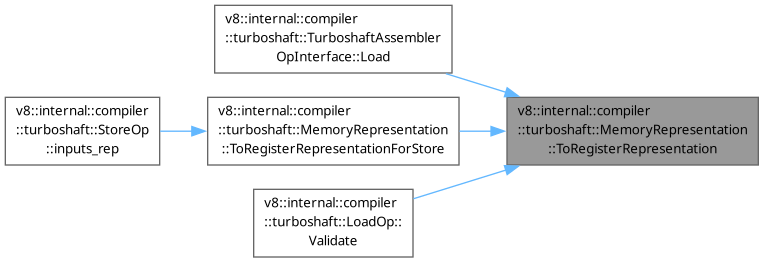 v8::internal::compiler
::turboshaft::TurboshaftAssembler
OpInterface::Load
v8::internal::compiler
::turboshaft::StoreOp
::inputs_rep
v8::internal::compiler
::turboshaft::MemoryRepresentation
::ToRegisterRepresentationForStore
v8::internal::compiler
::turboshaft::MemoryRepresentation
::ToRegisterRepresentation
v8::internal::compiler
::turboshaft::LoadOp::
Validate